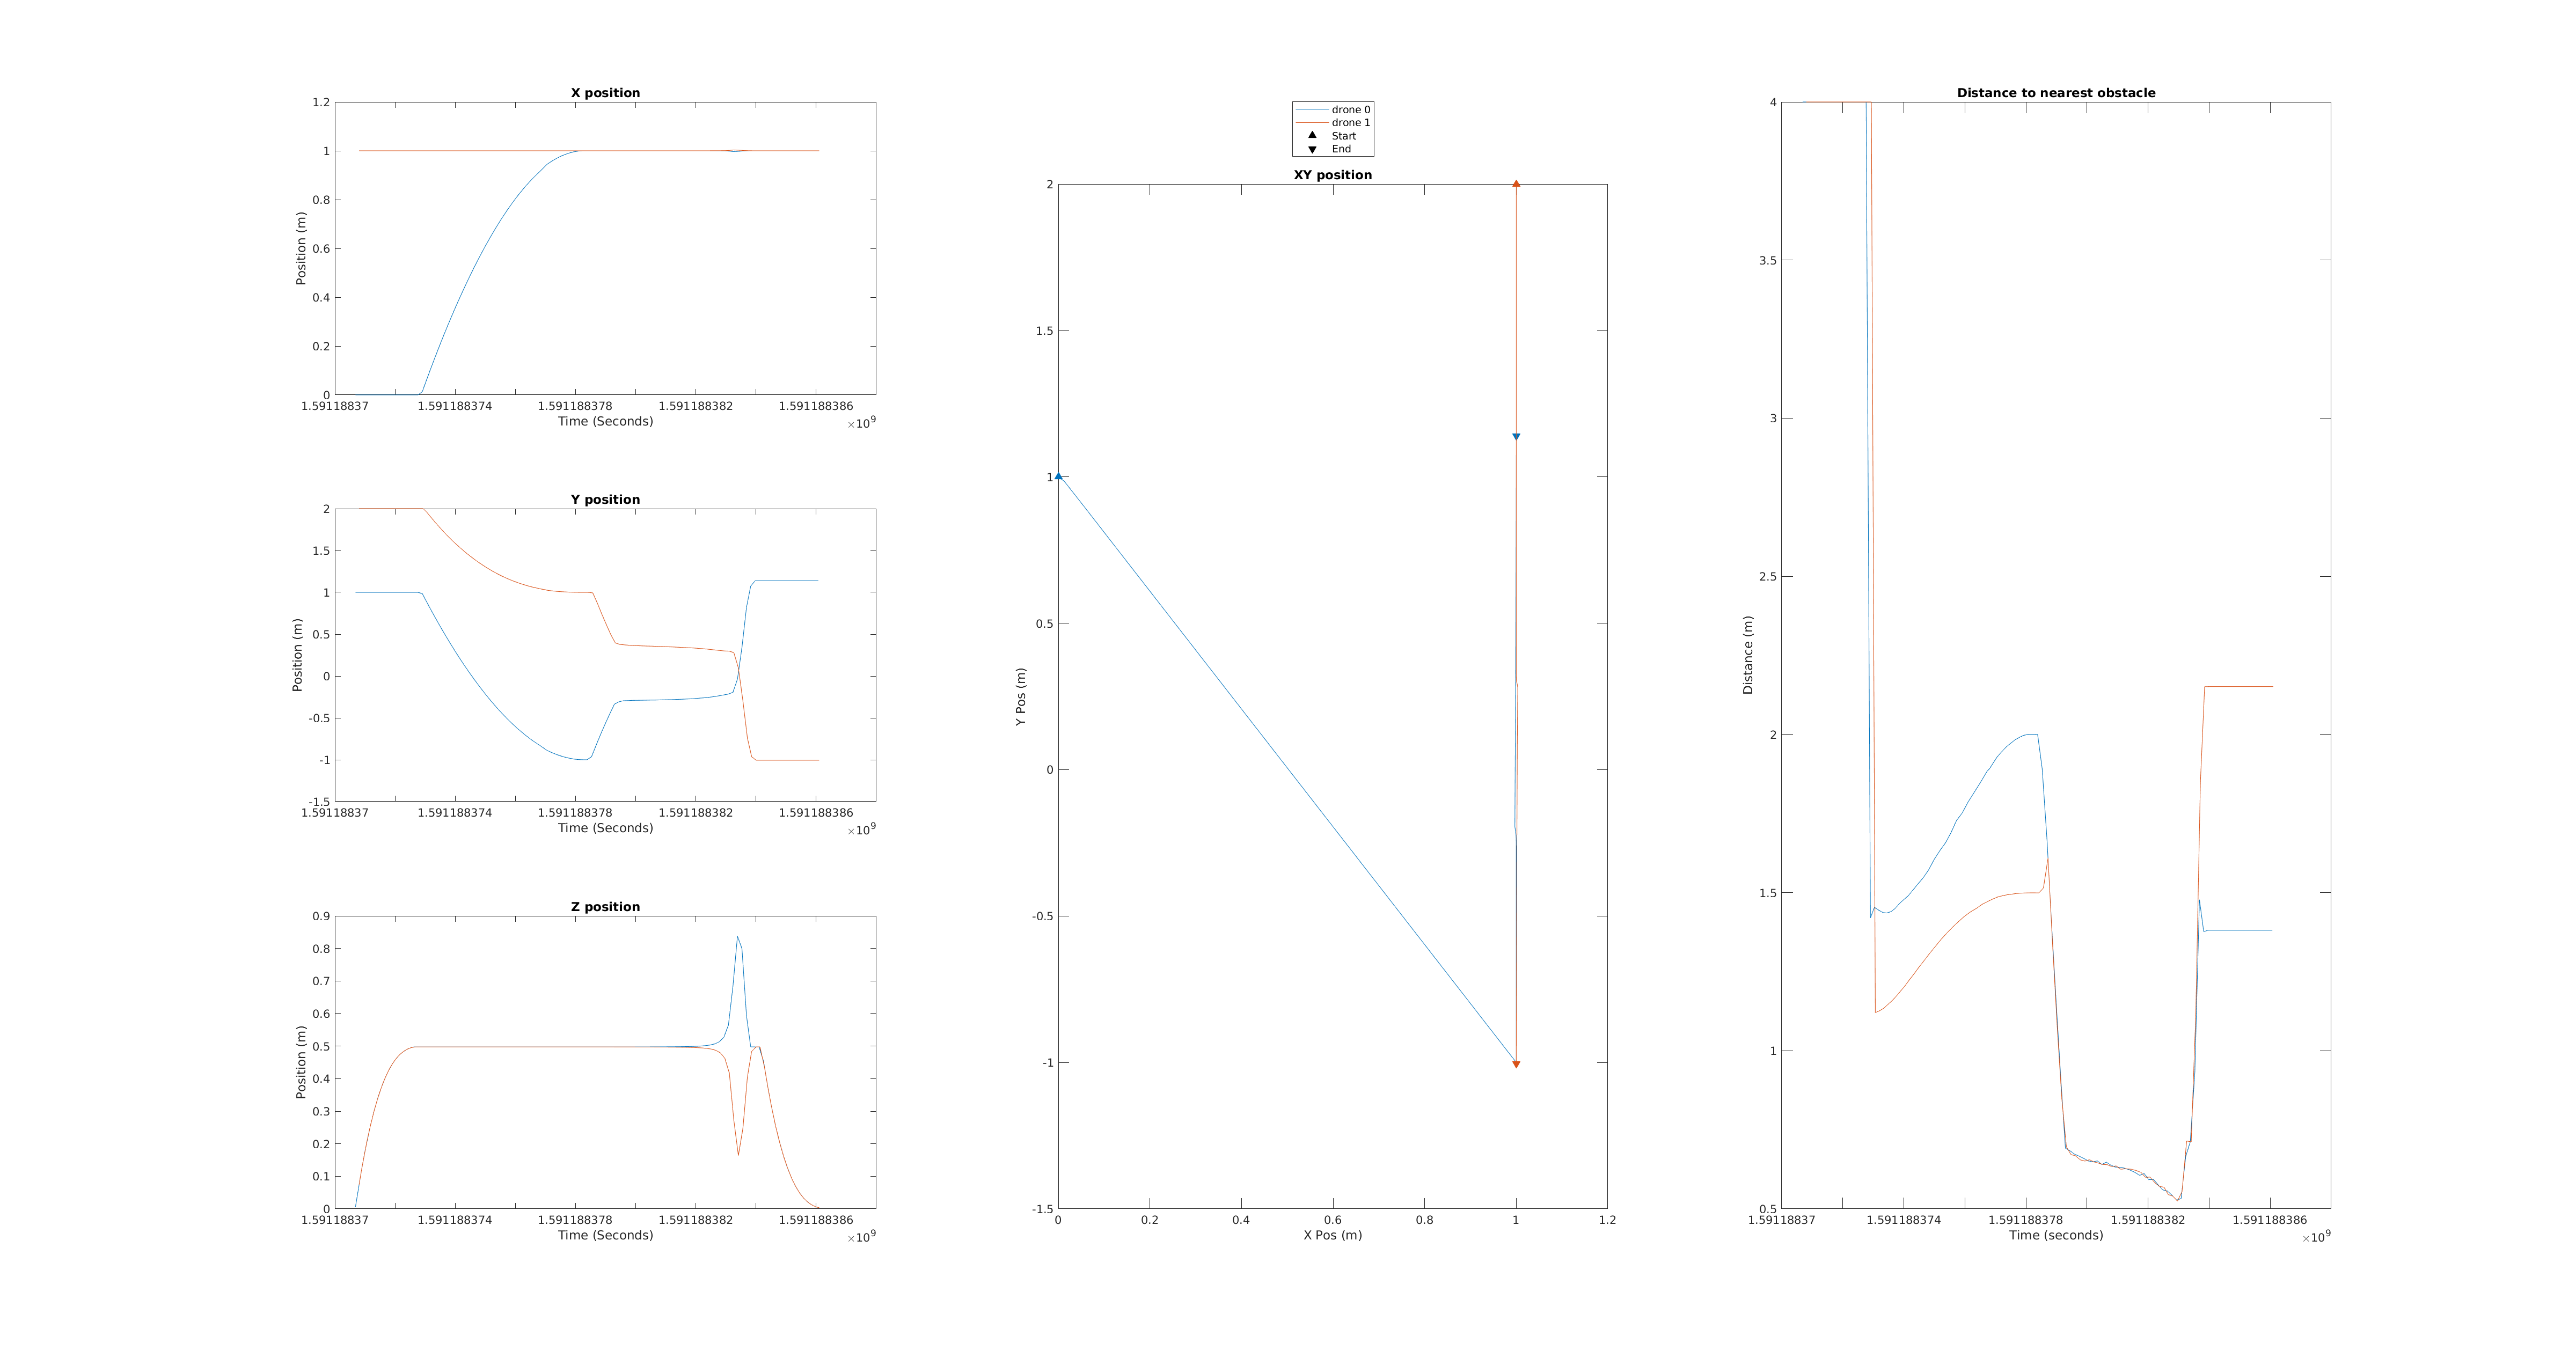 X position
1.2
1
0.8
0.6
0.4
0.2
0
Position (m)
1.59118837 1.591188374 1.591188378 1.591188382 1.591188386
Time (Seconds)
×10^9
Y position
2
1.5
1
0.5
0
-0.5
-1
-1.5
Position (m)
1.59118837 1.591188374 1.591188378 1.591188382 1.591188386
Time (Seconds)
×10^9
Z position
0.9
0.8
0.7
0.6
0.5
0.4
0.3
0.2
0.1
0
Position (m)
1.59118837 1.591188374 1.591188378 1.591188382 1.591188386
Time (Seconds)
×10^9
drone 0
drone 1
Start
End
XY position
2
1.5
1
0.5
0
-0.5
-1
-1.5
Y Pos (m)
0 0.2 0.4 0.6 0.8 1 1.2
X Pos (m)
Distance to nearest obstacle
4
3.5
3
2.5
2
1.5
1
0.5
Distance (m)
1.59118837 1.591188374 1.591188378 1.591188382 1.591188386
Time (seconds)
×10^9